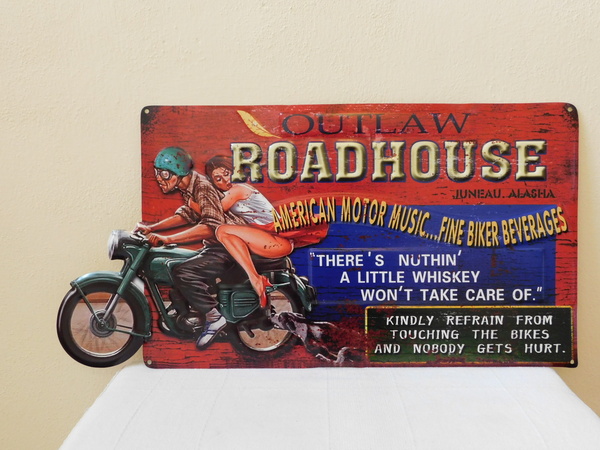 OUTLAW
ROADHOUSE
JUNEAU, ALASKA
AMERICAN MOTOR MUSIC...FINE BIKER BEVERAGES
"THERE'S NUTHIN'
A LITTLE WHISKEY
WON'T TAKE CARE OF."
KINDLY REFRAIN FROM
TOUCHING THE BIKES
AND NOBODY GETS HURT.